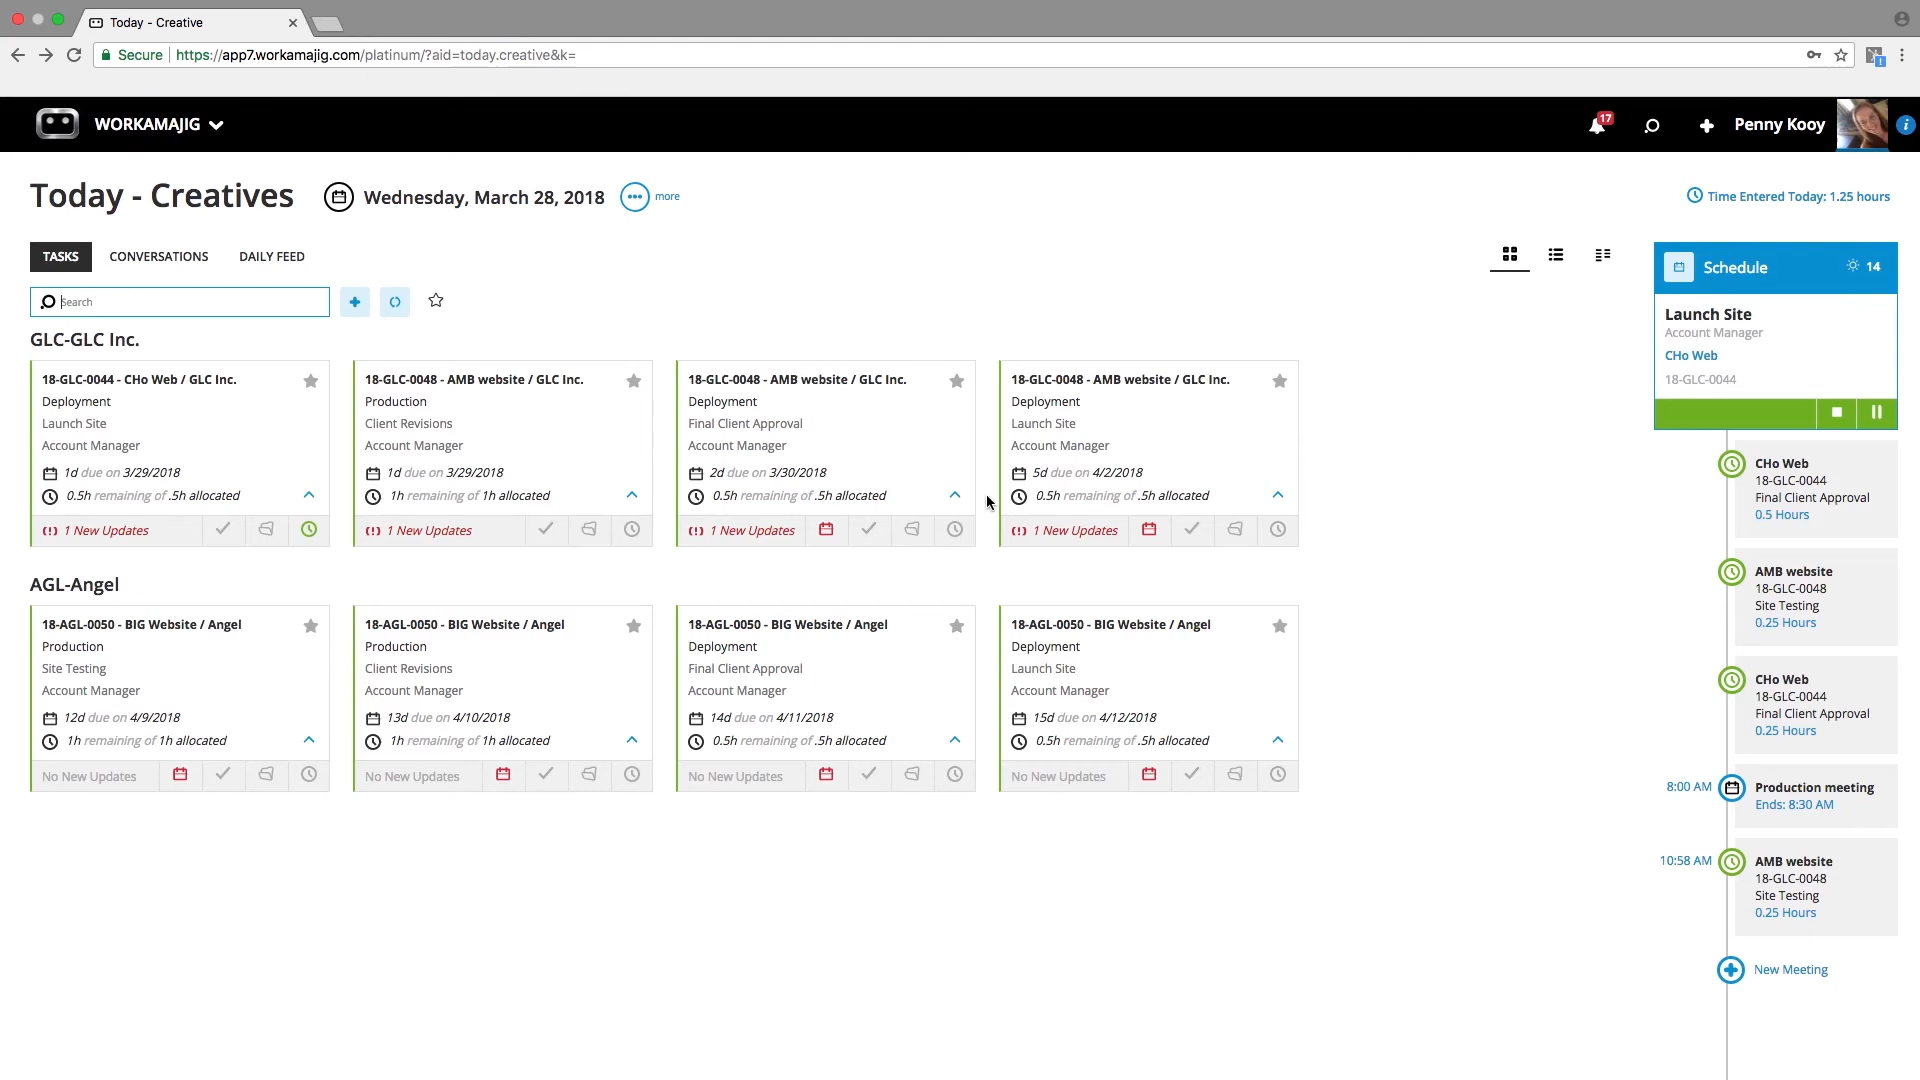 Today - Creative
Secure
https://app7.workamajig.com/platinum/?aid=today.creative&k=
WORKAMAJIG
17
Penny Kooy
Today - Creatives
Wednesday, March 28, 2018
more
Time Entered Today: 1.25 hours
TASKS
CONVERSATIONS
DAILY FEED
Search
GLC-GLC Inc.
18-GLC-0044 - CHo Web / GLC Inc.
Deployment
Launch Site
Account Manager
1d due on 3/29/2018
0.5h remaining of .5h allocated
1 New Updates
18-GLC-0048 - AMB website / GLC Inc.
Production
Client Revisions
Account Manager
1d due on 3/29/2018
1h remaining of 1h allocated
1 New Updates
18-GLC-0048 - AMB website / GLC Inc.
Deployment
Final Client Approval
Account Manager
2d due on 3/30/2018
0.5h remaining of .5h allocated
1 New Updates
18-GLC-0048 - AMB website / GLC Inc.
Deployment
Launch Site
Account Manager
5d due on 4/2/2018
0.5h remaining of .5h allocated
1 New Updates
AGL-Angel
18-AGL-0050 - BIG Website / Angel
Production
Site Testing
Account Manager
12d due on 4/9/2018
1h remaining of 1h allocated
No New Updates
18-AGL-0050 - BIG Website / Angel
Production
Client Revisions
Account Manager
13d due on 4/10/2018
1h remaining of 1h allocated
No New Updates
18-AGL-0050 - BIG Website / Angel
Deployment
Final Client Approval
Account Manager
14d due on 4/11/2018
0.5h remaining of .5h allocated
No New Updates
18-AGL-0050 - BIG Website / Angel
Deployment
Launch Site
Account Manager
15d due on 4/12/2018
0.5h remaining of .5h allocated
No New Updates
Schedule
14
Launch Site
Account Manager
CHo Web
18-GLC-0044
CHo Web
18-GLC-0044
Final Client Approval
0.5 Hours
AMB website
18-GLC-0048
Site Testing
0.25 Hours
CHo Web
18-GLC-0044
Final Client Approval
0.25 Hours
8:00 AM
Production meeting
Ends: 8:30 AM
10:58 AM
AMB website
18-GLC-0048
Site Testing
0.25 Hours
New Meeting